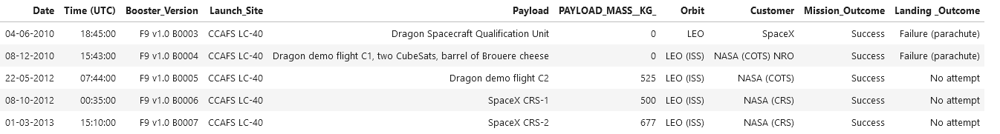 Date Time (UTC) Booster_Version Launch_Site Payload PAYLOAD_MASS__KG_ Orbit Customer Mission_Outcome Landing _Outcome
04-06-2010 18:45:00 F9 v1.0 B0003 CCAFS LC-40 Dragon Spacecraft Qualification Unit 0 LEO SpaceX Success Failure (parachute)
08-12-2010 15:43:00 F9 v1.0 B0004 CCAFS LC-40 Dragon demo flight C1, two CubeSats, barrel of Brouere cheese 0 LEO (ISS) NASA (COTS) NRO Success Failure (parachute)
22-05-2012 07:44:00 F9 v1.0 B0005 CCAFS LC-40 Dragon demo flight C2 525 LEO (ISS) NASA (COTS) Success No attempt
08-10-2012 00:35:00 F9 v1.0 B0006 CCAFS LC-40 SpaceX CRS-1 500 LEO (ISS) NASA (CRS) Success No attempt
01-03-2013 15:10:00 F9 v1.0 B0007 CCAFS LC-40 SpaceX CRS-2 677 LEO (ISS) NASA (CRS) Success No attempt